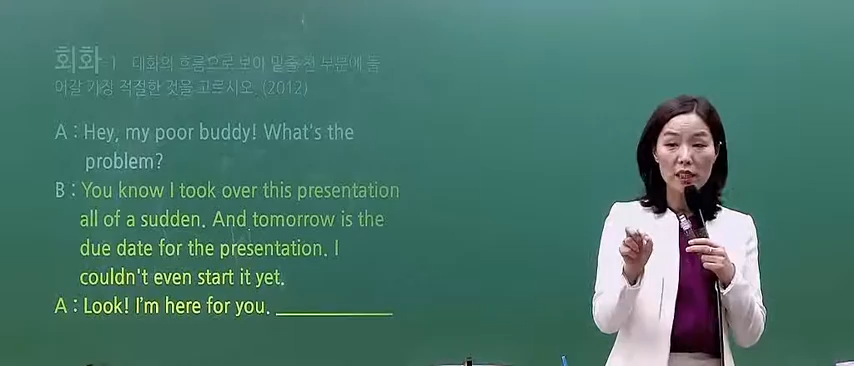 회화-1 대화의 흐름으로 보아 밑줄 친 부분에 들
어갈 가장 적절한 것을 고르시오. (2012)
A : Hey, my poor buddy! What's the
problem?
B : You know I took over this presentation
all of a sudden. And tomorrow is the
due date for the presentation. I
couldn't even start it yet.
A : Look! I'm here for you. ____________